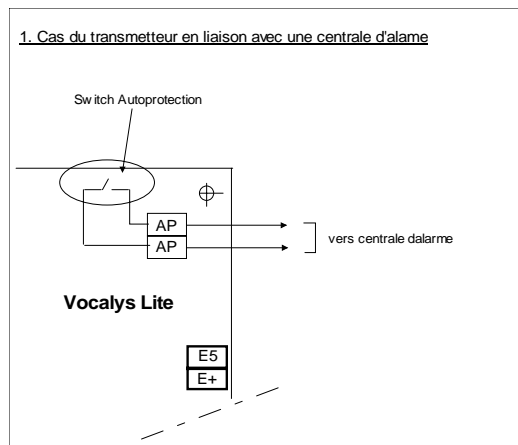 1. Cas du transmetteur en liaison avec une centrale d'alame
Switch Autoprotection
AP
AP
vers centrale dalarme
Vocalys Lite
E5
E+